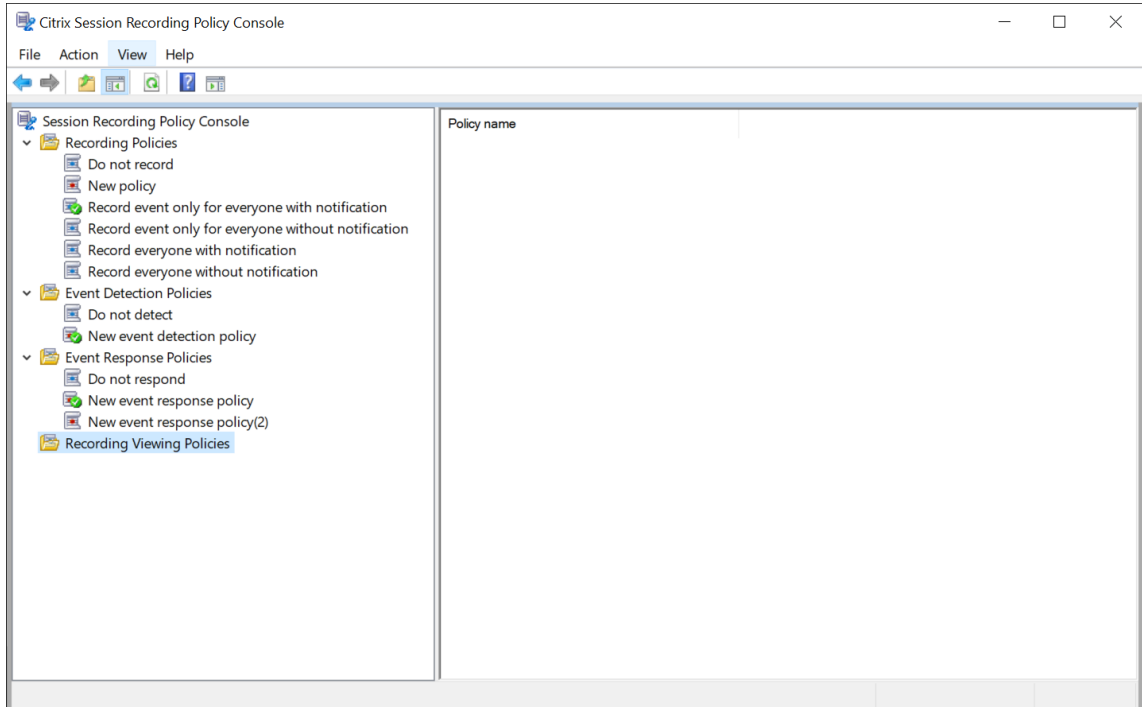 Citrix Session Recording Policy Console
File Action View Help
Session Recording Policy Console
Policy name
Recording Policies
Do not record
New policy
Record event only for everyone with notification
Record event only for everyone without notification
Record everyone with notification
Record everyone without notification
Event Detection Policies
Do not detect
New event detection policy
Event Response Policies
Do not respond
New event response policy
New event response policy(2)
Recording Viewing Policies